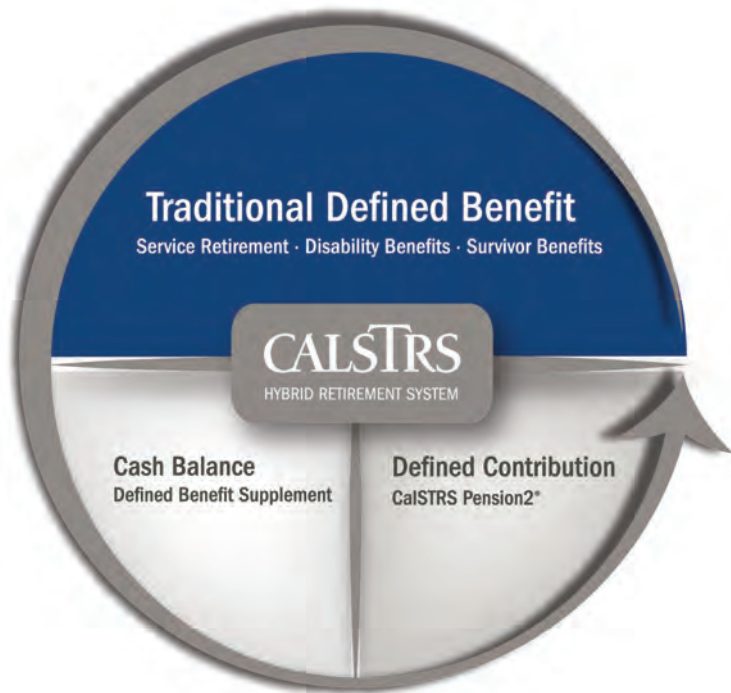 Traditional Defined Benefit
Service Retirement · Disability Benefits · Survivor Benefits
CALSTRS
HYBRID RETIREMENT SYSTEM
Cash Balance
Defined Benefit Supplement
Defined Contribution
CalSTRS Pension2®